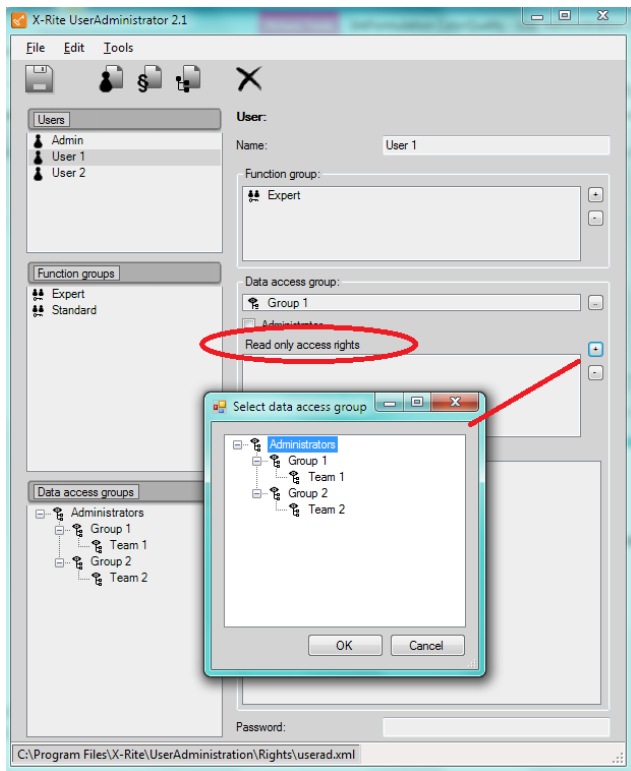 X-Rite UserAdministrator 2.1
File Edit Tools
Users
Admin
User 1
User 2
User:
Name: User 1
Function group:
Expert
+
-
Function groups
Expert
Standard
Data access group:
Group 1
...
Administrator
Read only access rights
+
-
Select data access group
Administrators
Group 1
Team 1
Group 2
Team 2
OK Cancel
Data access groups
Administrators
Group 1
Team 1
Group 2
Team 2
Password:
C:\Program Files\X-Rite\UserAdministration\Rights\userad.xml